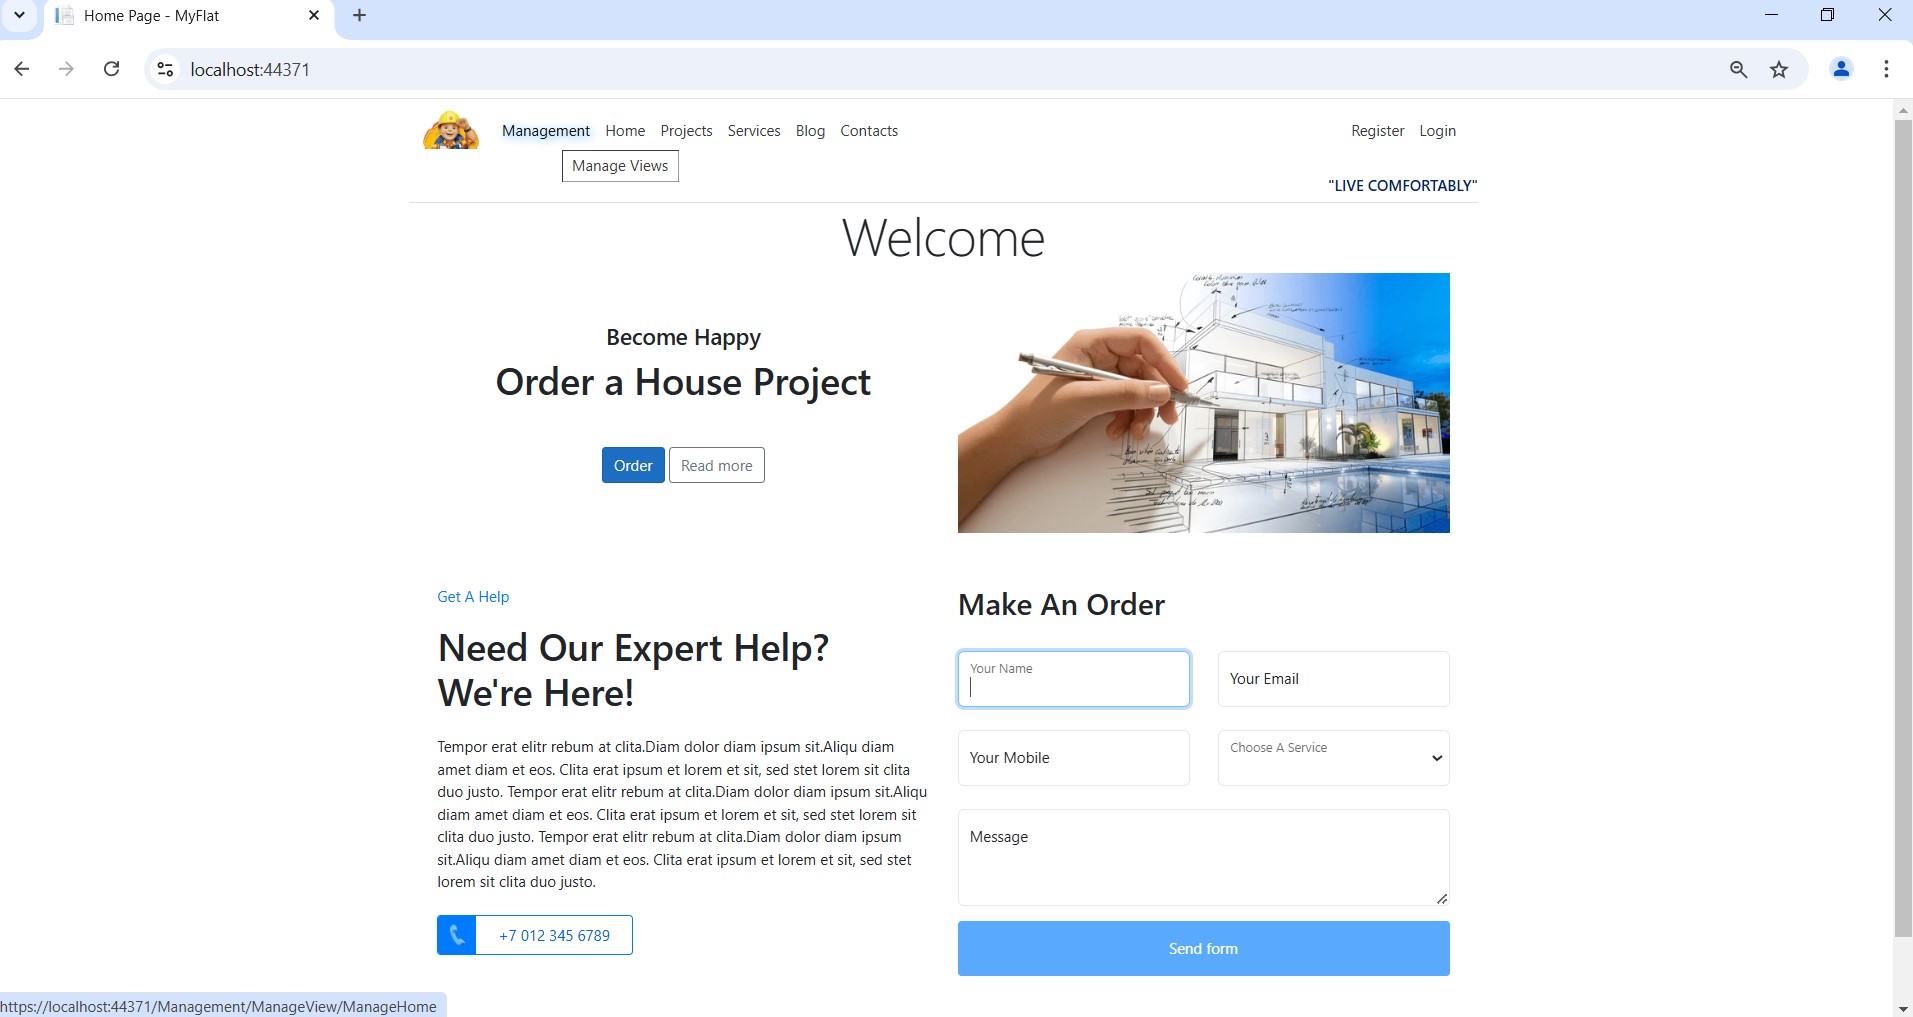 Home Page - MyFlat
localhost:44371
Management Home Projects Services Blog Contacts Register Login
Manage Views
"LIVE COMFORTABLY"
Welcome
Become Happy
Order a House Project
Order Read more
Get A Help
Need Our Expert Help?
We're Here!
Tempor erat elitr rebum at clita.Diam dolor diam ipsum sit.Aliqu diam
amet diam et eos. Clita erat ipsum et lorem et sit, sed stet lorem sit clita
duo justo. Tempor erat elitr rebum at clita.Diam dolor diam ipsum sit.Aliqu
diam amet diam et eos. Clita erat ipsum et lorem et sit, sed stet lorem sit
clita duo justo. Tempor erat elitr rebum at clita.Diam dolor diam ipsum
sit.Aliqu diam amet diam et eos. Clita erat ipsum et lorem et sit, sed stet
lorem sit clita duo justo.
+7 012 345 6789
Make An Order
Your Name
Your Email
Your Mobile
Choose A Service
Message
Send form
https://localhost:44371/Management/ManageView/ManageHome